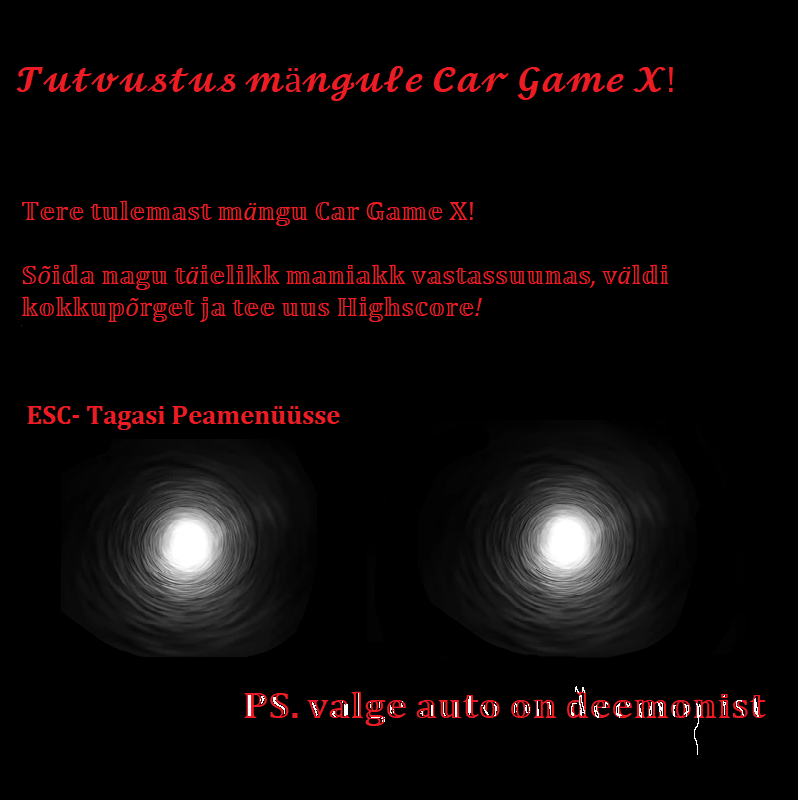 Tutvustus mängule Car Game X!
Tere tulemast mängu Car Game X!
Sõida nagu täielikk maniakk vastassuunas, väldi
kokkupõrget ja tee uus Highscore!
ESC- Tagasi Peamenüüsse
PS. valge auto on deemonist